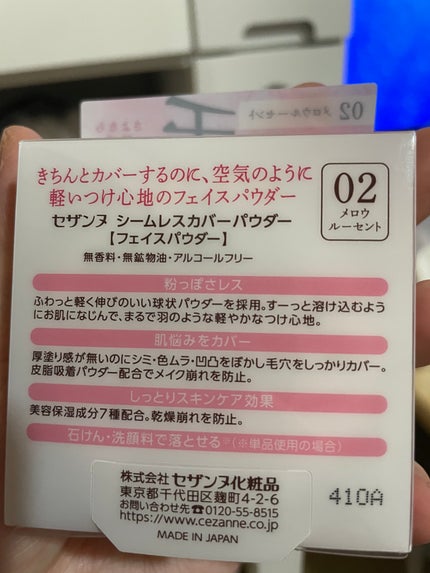 02 メロウルーセント
きちんとカバーするのに、空気のように
軽いつけ心地のフェイスパウダー
セザンヌ シームレスカバーパウダー
【フェイスパウダー】
無香料・無鉱物油・アルコールフリー
02
メロウ
ルーセント
粉っぽさレス
ふわっと軽く伸びのいい球状パウダーを採用。すーっと溶け込むよう
にお肌になじんで、まるで羽のような軽やかなつけ心地。
肌悩みをカバー
厚塗り感が無いのにシミ・色ムラ・凹凸をぼかし毛穴をしっかりカバー。
皮脂吸着パウダー配合でメイク崩れを防止。
しっとりスキンケア効果
美容保湿成分7種配合。乾燥崩れを防止。
石けん・洗顔料で落とせる※(※単品使用の場合)
株式会社 セザンヌ化粧品
東京都千代田区麹町4-2-6
お問い合わせ先☎0120-55-8515
https://www.cezanne.co.jp
MADE IN JAPAN
410A